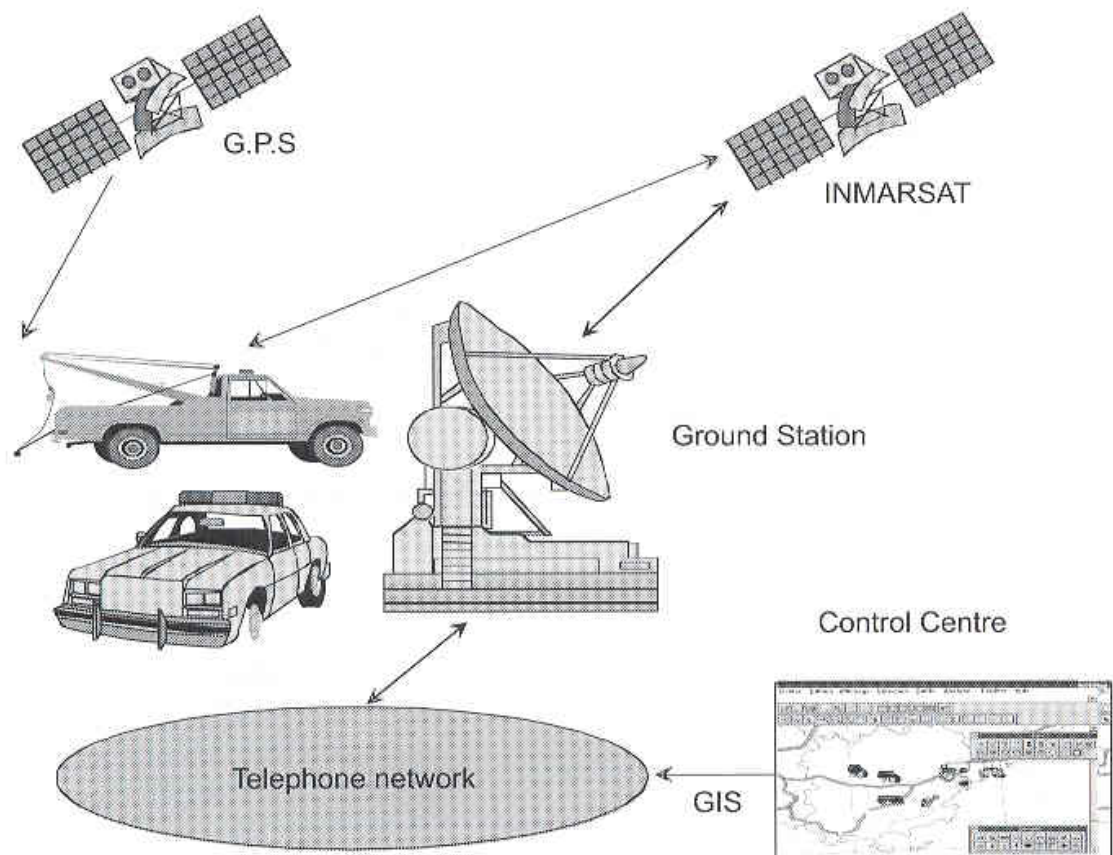 G.P.S
INMARSAT
Ground Station
Control Centre
Telephone network
GIS